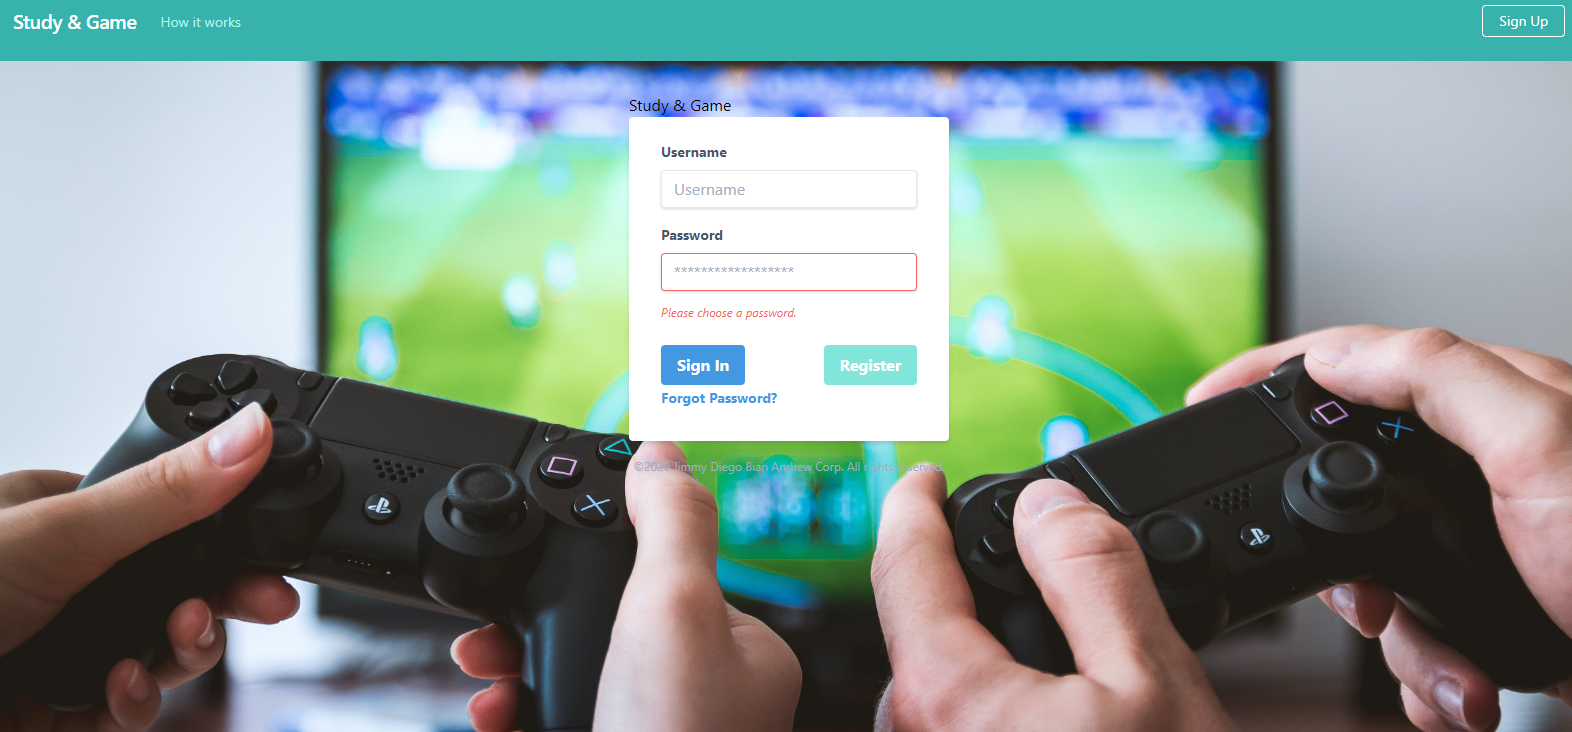 Study & Game How it works Sign Up
Study & Game
Username
Username
Password
******************
Please choose a password.
Sign In Register
Forgot Password?
©2020 Jimmy Diego Bian Andrew Corp. All rights reserved.